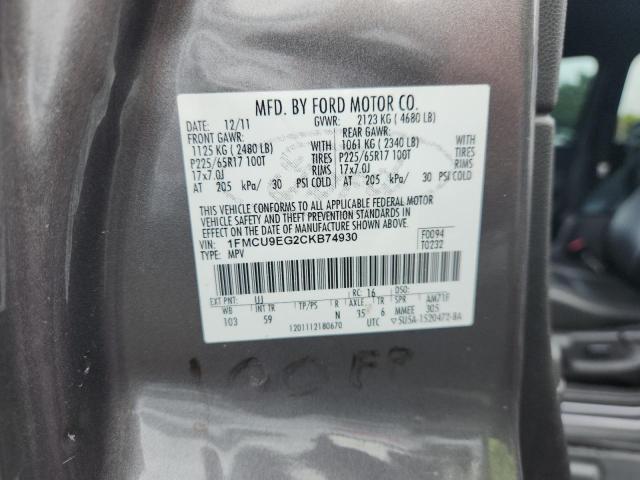 MFD. BY FORD MOTOR CO.
DATE: 12/11 GVWR: 2123 KG ( 4680 LB)
FRONT GAWR: REAR GAWR:
1125 KG ( 2480 LB) WITH 1061 KG ( 2340 LB) WITH
P225/65R17 100T TIRES P225/65R17 100T TIRES
17x7.0J RIMS 17x7.0J RIMS
AT 205 kPa/ 30 PSI COLD AT 205 kPa/ 30 PSI COLD
THIS VEHICLE CONFORMS TO ALL APPLICABLE FEDERAL MOTOR
VEHICLE SAFETY AND THEFT PREVENTION STANDARDS IN
EFFECT ON THE DATE OF MANUFACTURE SHOWN ABOVE.
VIN: 1FMCU9EG2CKB74930 F0094
TYPE: MPV T0232
EXT PNT: UJ RC: 16 DSO:
WB INT TR TP/PS R AXLE TR SPR AM71F
103 59 N 35 6 MMEE 305
1201112180670 UTC 5U5A-1520472-BA